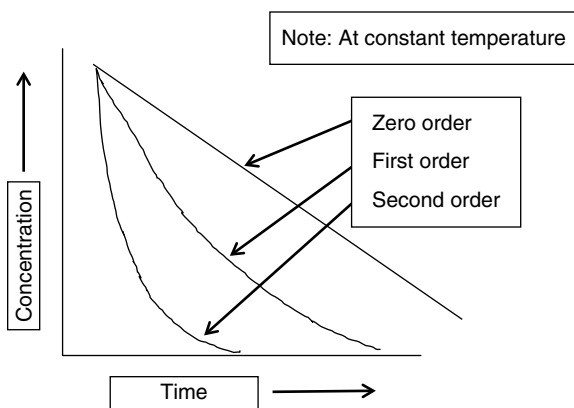 Note: At constant temperature
Zero order
First order
Second order
Concentration
Time